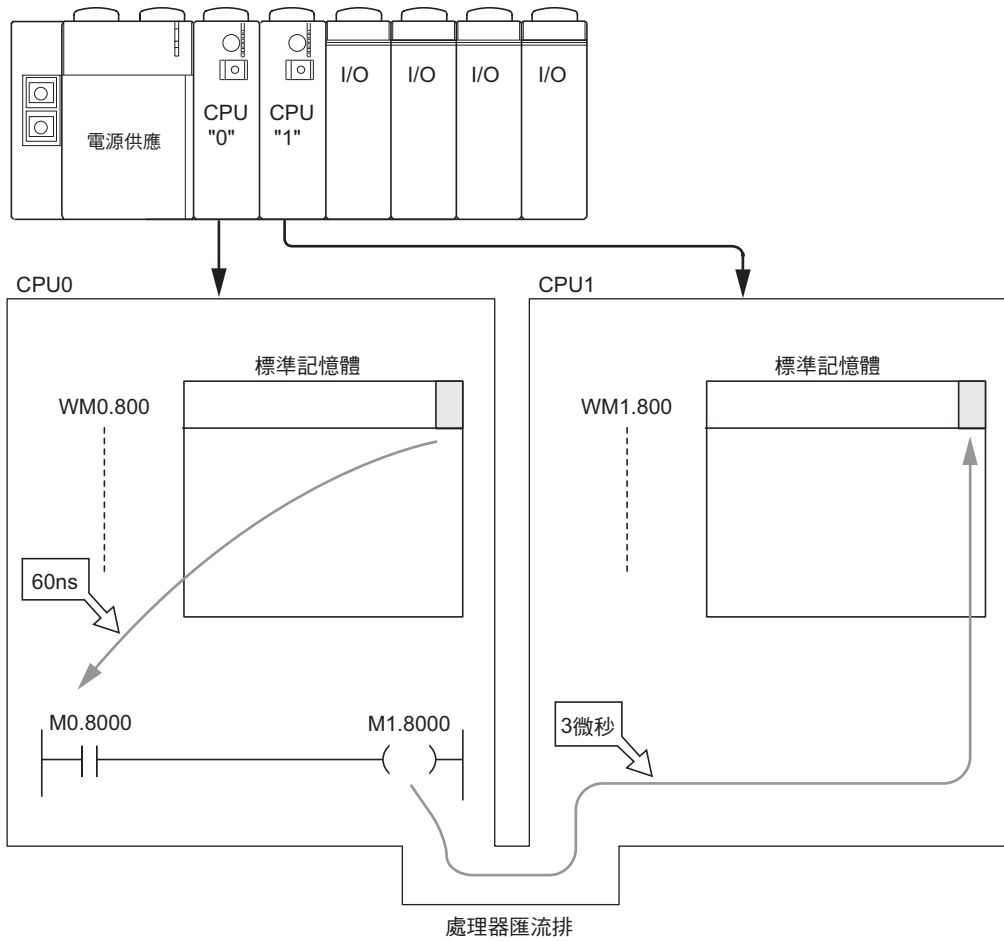 電源供應
CPU
"0"
CPU
"1"
I/O
I/O
I/O
I/O
CPU0
CPU1
標準記憶體
標準記憶體
WM0.800
WM1.800
60ns
M0.8000
M1.8000
3微秒
處理器匯流排